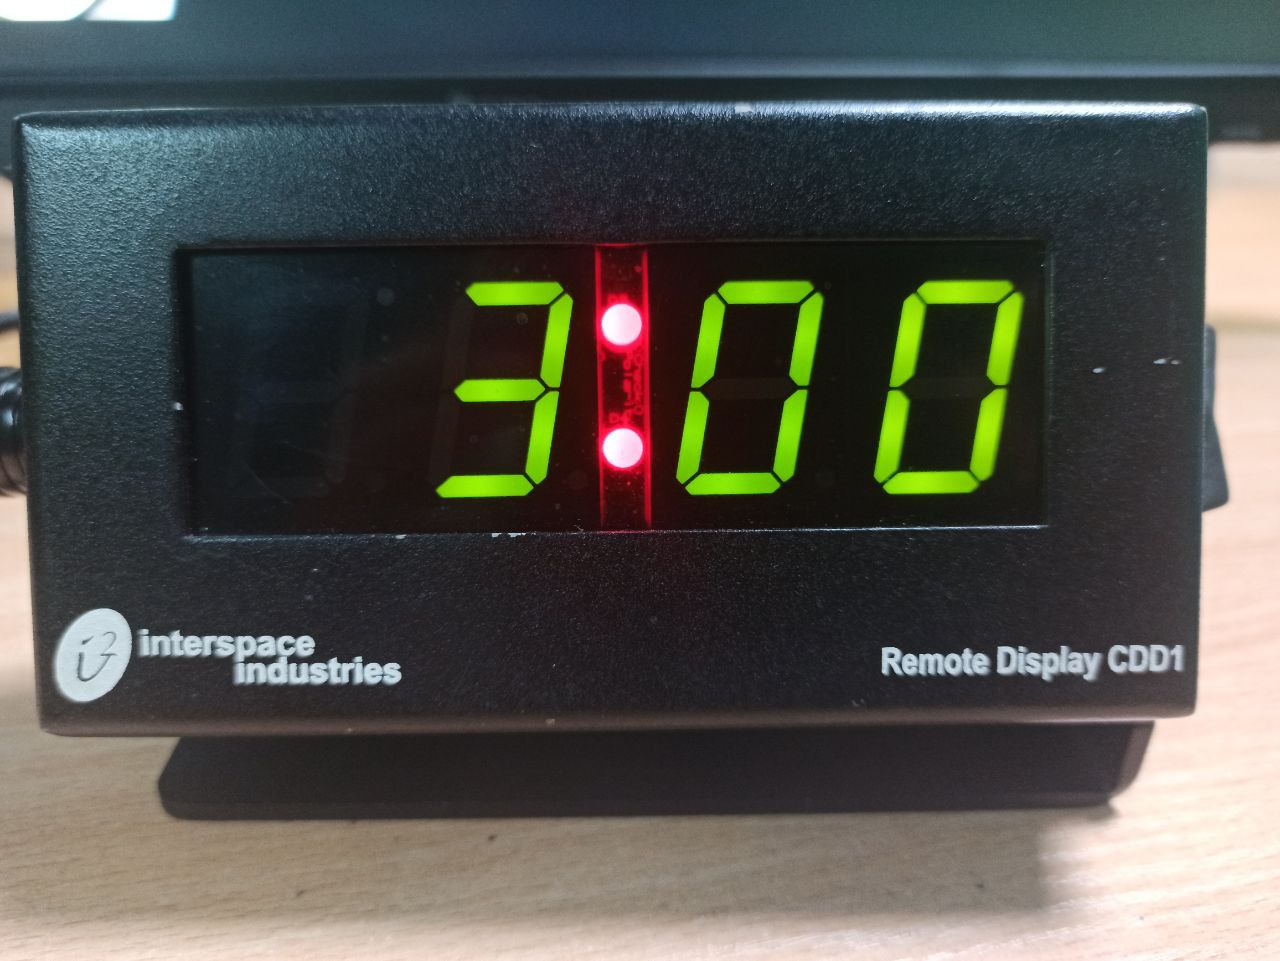 3:00
interspace
industries
Remote Display CDD1